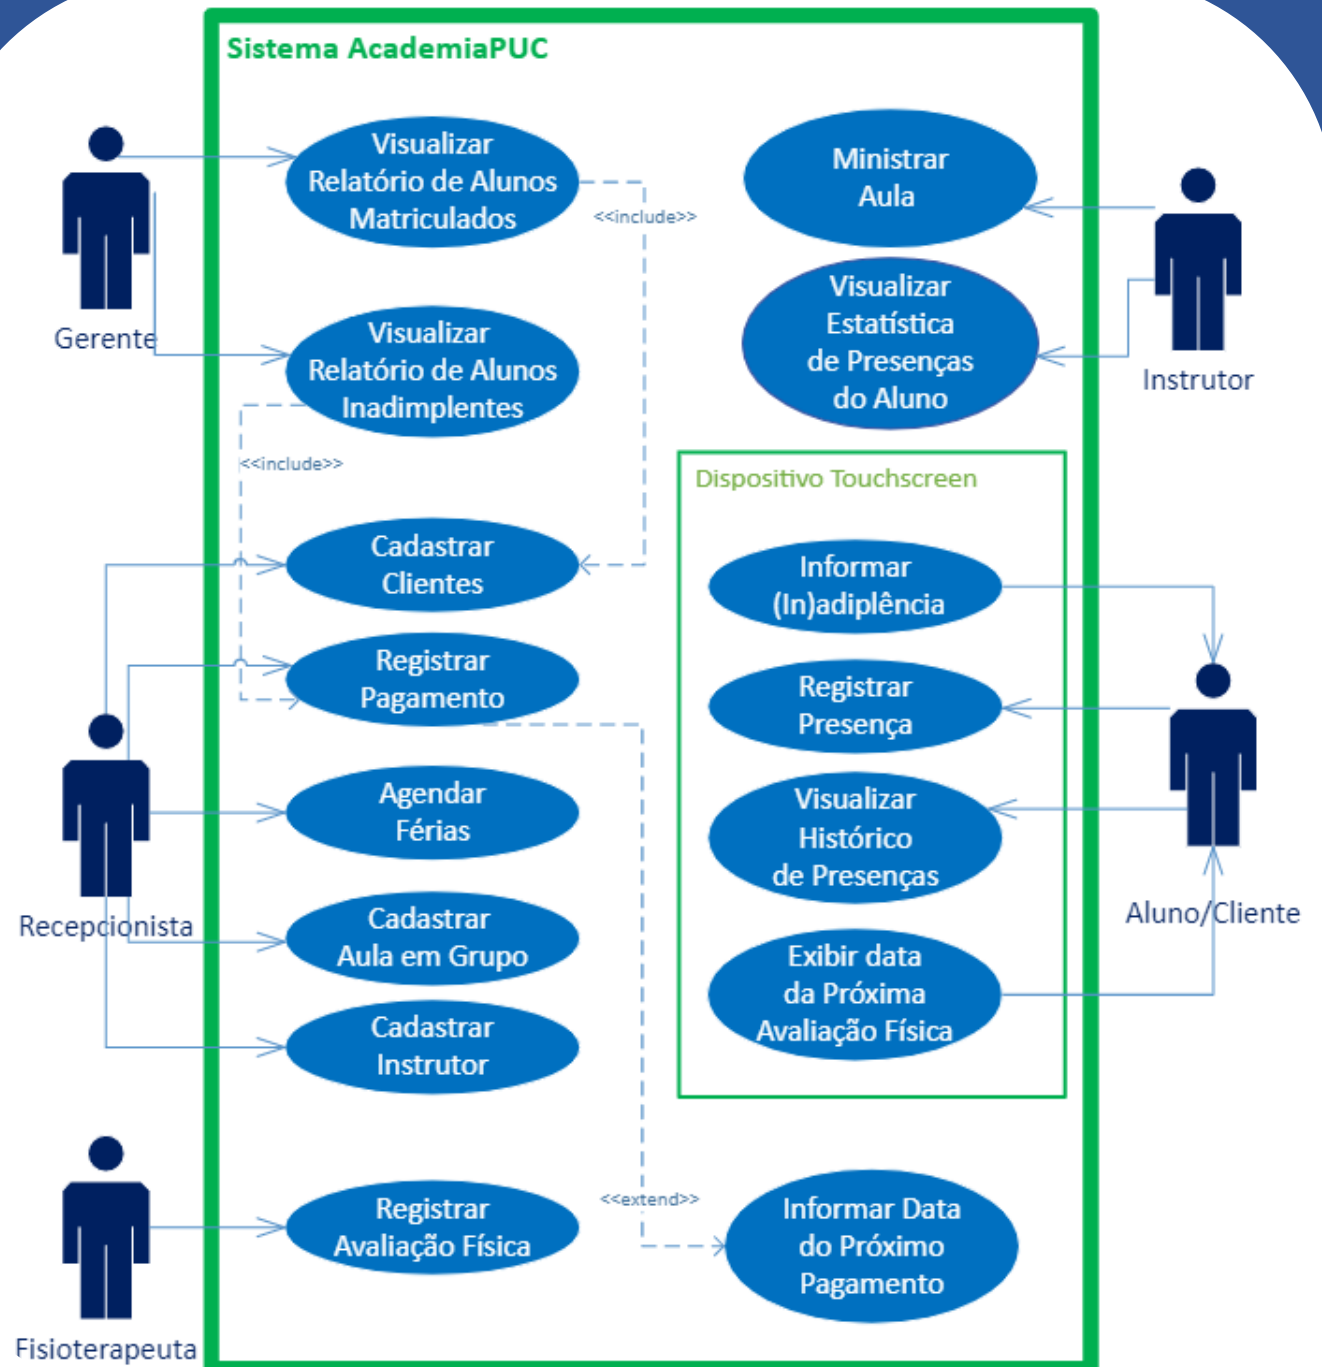 Sistema AcademiaPUC
Visualizar
Relatório de Alunos
Matriculados
<<include>>
Ministrar
Aula
Gerente
Visualizar
Relatório de Alunos
Inadimplentes
<<include>>
Visualizar
Estatística
de Presenças
do Aluno
Instrutor
Dispositivo Touchscreen
Cadastrar
Clientes
Informar
(In)adiplência
Registrar
Pagamento
Registrar
Presença
Agendar
Férias
Visualizar
Histórico
de Presenças
Recepcionista
Aluno/Cliente
Cadastrar
Aula em Grupo
Exibir data
da Próxima
Avaliação Física
Cadastrar
Instrutor
Registrar
Avaliação Física
<<extend>>
Informar Data
do Próximo
Pagamento
Fisioterapeuta